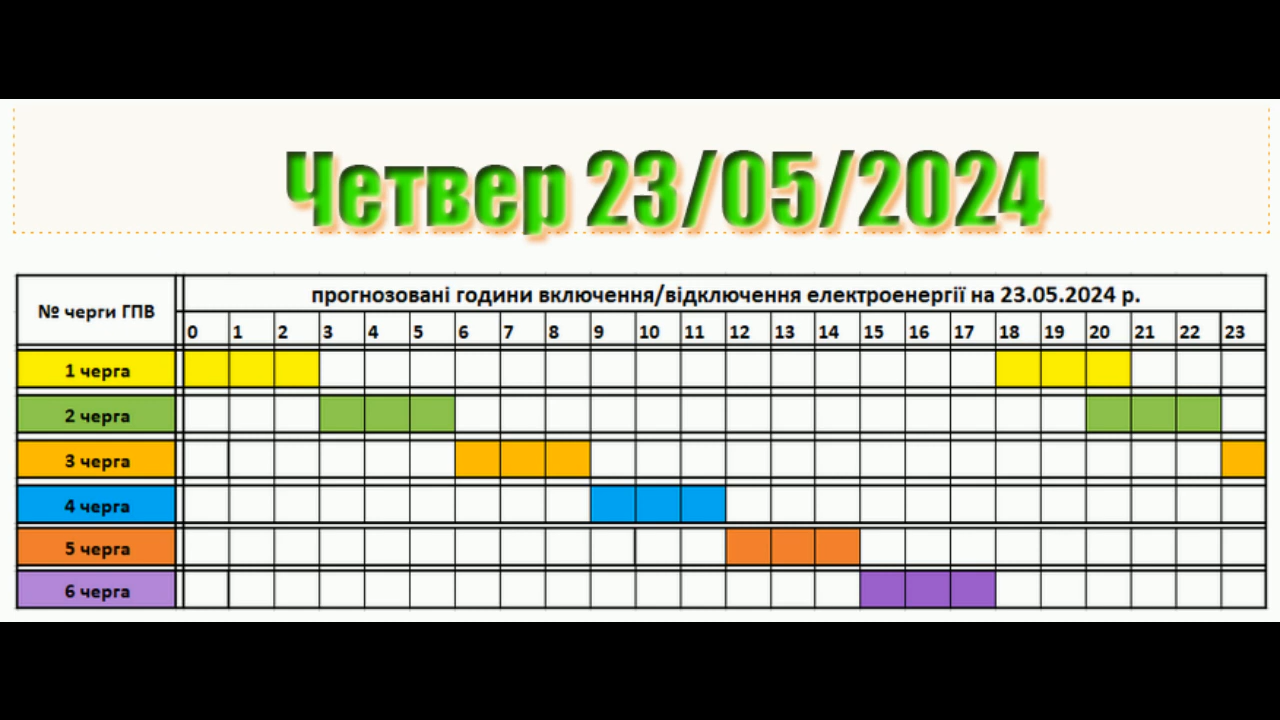 Четвер 23/05/2024
№ черги ГПВ
прогнозовані години включення/відключення електроенергії на 23.05.2024 р.
0 1 2 3 4 5 6 7 8 9 10 11 12 13 14 15 16 17 18 19 20 21 22 23
1 черга
2 черга
3 черга
4 черга
5 черга
6 черга